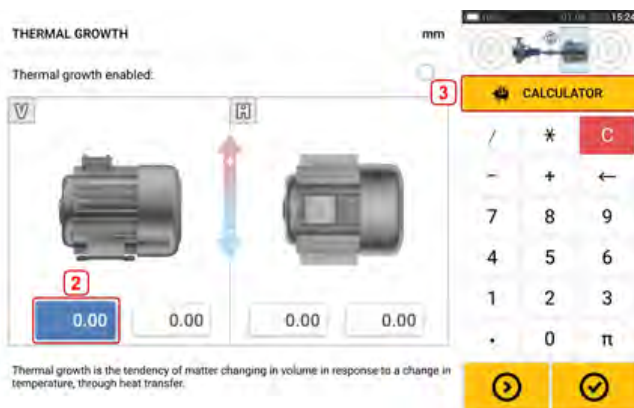 15:24
THERMAL GROWTH
mm
Thermal growth enabled:
3
CALCULATOR
V
H
/
*
C
-
+
←
7
8
9
4
5
6
2
1
2
3
0.00
0.00
0.00
0.00
.
0
π
Thermal growth is the tendency of matter changing in volume in response to a change in
temperature, through heat transfer.